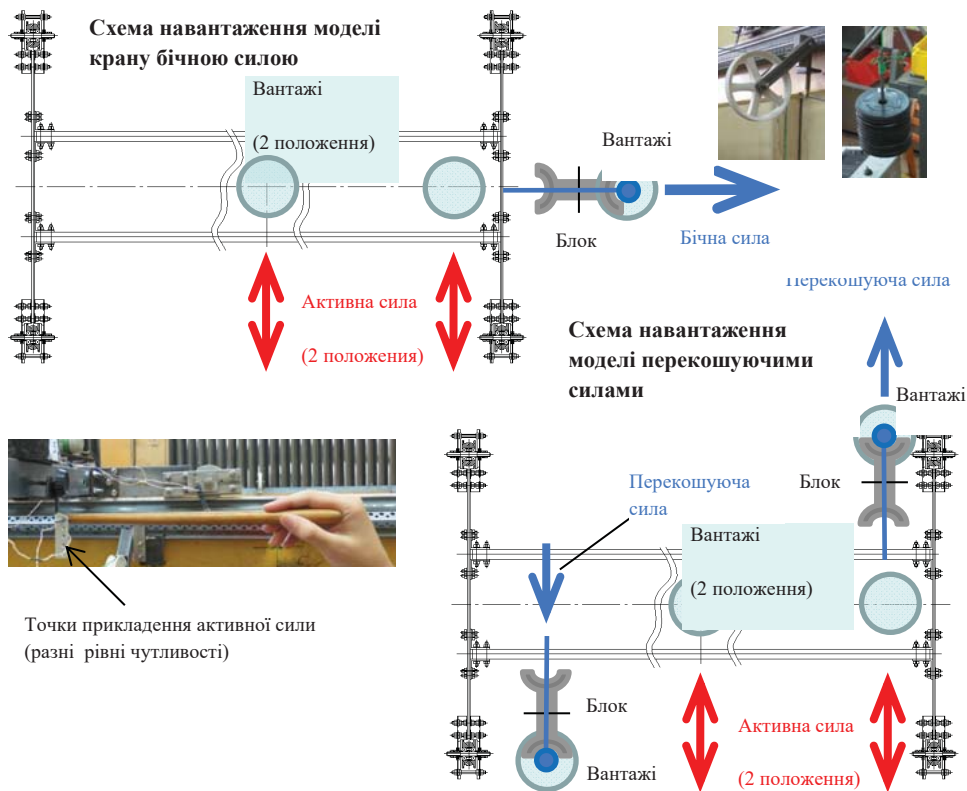 Схема навантаження моделі
крану бічною силою
Вантажі
(2 положення)
Вантажі
Блок
Бічна сила
Активна сила
(2 положения)
Перекошуюча сила
Схема навантаження
моделі перекошуючими
силами
Вантажі
Блок
Перекошуюча
сила
Вантажі
(2 положення)
Точки прикладення активної сили
(разні рівні чутливості)
Блок
Активна сила
Вантажі
(2 положення)